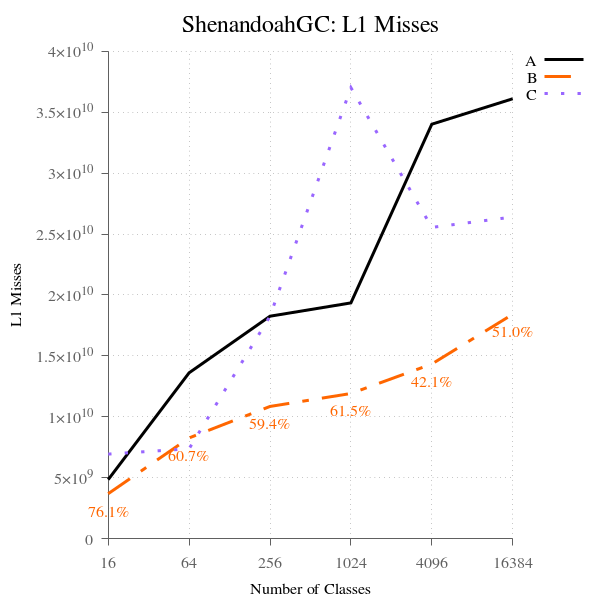 ShenandoahGC: L1 Misses
A
B
C
4×10^10
3.5×10^10
3×10^10
2.5×10^10
2×10^10
1.5×10^10
1×10^10
5×10^9
0
L1 Misses
76.1%
60.7%
59.4%
61.5%
42.1%
51.0%
16 64 256 1024 4096 16384
Number of Classes